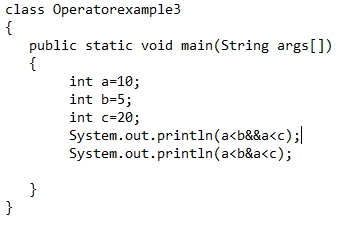 class Operatorexample3
{
public static void main(String args[])
{
int a=10;
int b=5;
int c=20;
System.out.println(a<b&&a<c);
System.out.println(a<b&a<c);
}
}